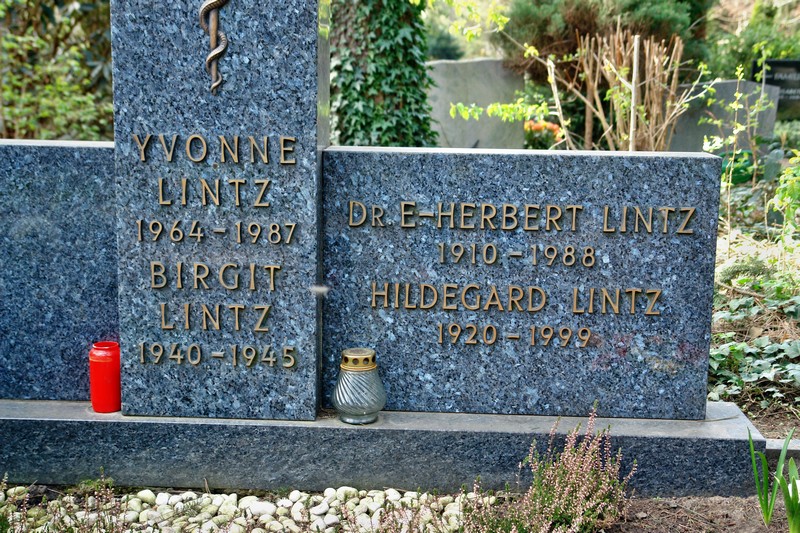 YVONNE
LINTZ
1964-1987
BIRGIT
LINTZ
1940-1945
DR. E-HERBERT LINTZ
1910-1988
HILDEGARD LINTZ
1920-1999